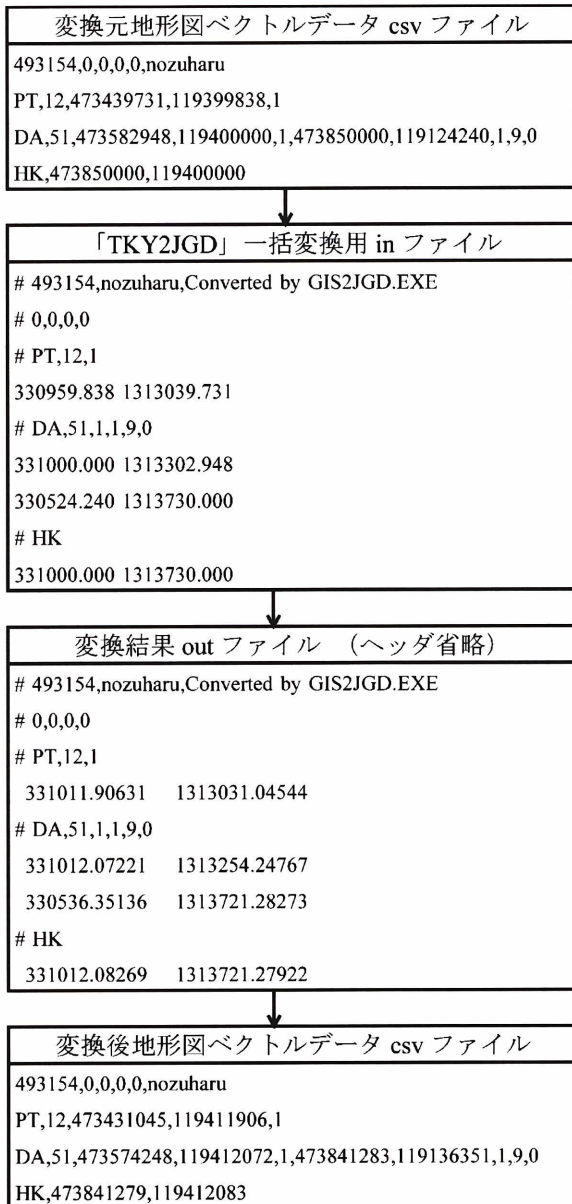 変換元地形図ベクトルデータ csv ファイル
493154,0,0,0,0,nozuharu
PT,12,473439731,119399838,1
DA,51,473582948,119400000,1,473850000,119124240,1,9,0
HK,473850000,119400000
「TKY2JGD」一括変換用 in ファイル
# 493154,nozuharu,Converted by GIS2JGD.EXE
# 0,0,0,0
# PT,12,1
330959.838 1313039.731
# DA,51,1,1,9,0
331000.000 1313302.948
330524.240 1313730.000
# HK
331000.000 1313730.000
変換結果 out ファイル （ヘッダ省略）
# 493154,nozuharu,Converted by GIS2JGD.EXE
# 0,0,0,0
# PT,12,1
331011.90631 1313031.04544
# DA,51,1,1,9,0
331012.07221 1313254.24767
330536.35136 1313721.28273
# HK
331012.08269 1313721.27922
変換後地形図ベクトルデータ csv ファイル
493154,0,0,0,0,nozuharu
PT,12,473431045,119411906,1
DA,51,473574248,119412072,1,473841283,119136351,1,9,0
HK,473841279,119412083